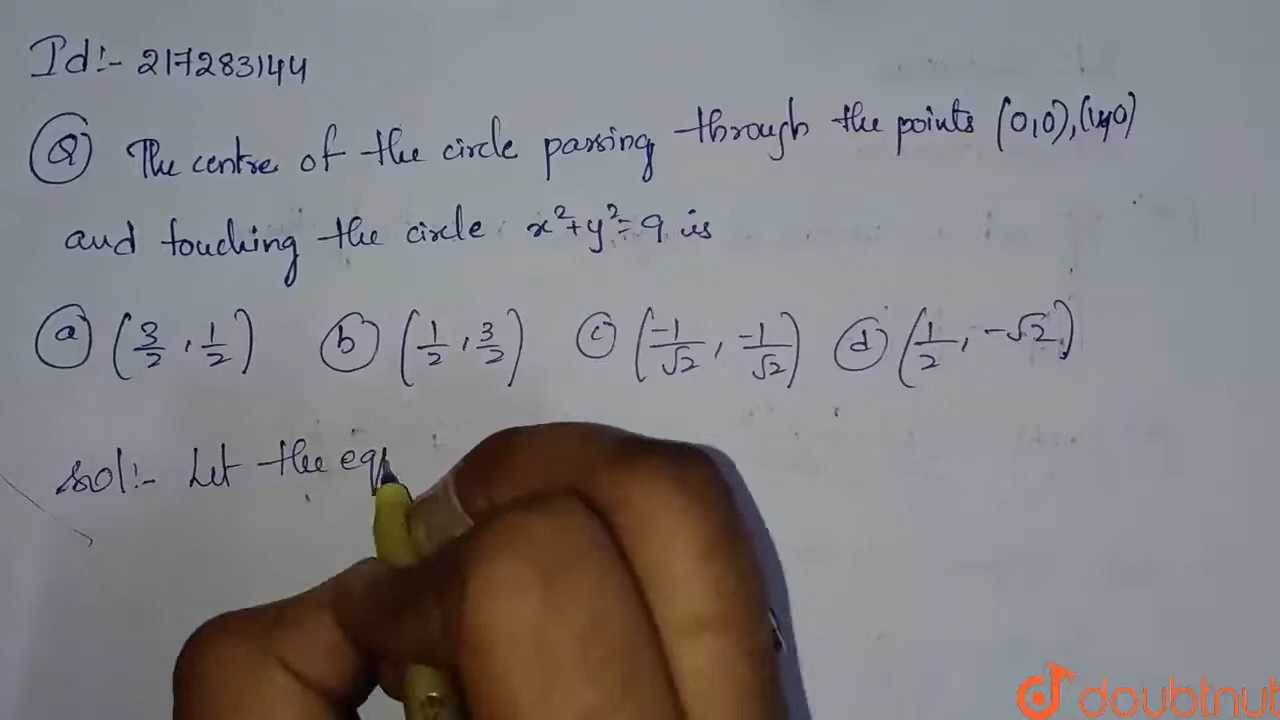 Id:- 217283144
Q The centre of the circle passing through the points (0,0),(1,0)
and touching the circle x²+y²=9 is
a (3/2, 1/2) b (1/2, 3/2) c (-1/√2, -1/√2) d (1/2, -√2)
sol:- Let the eq
doubtnut